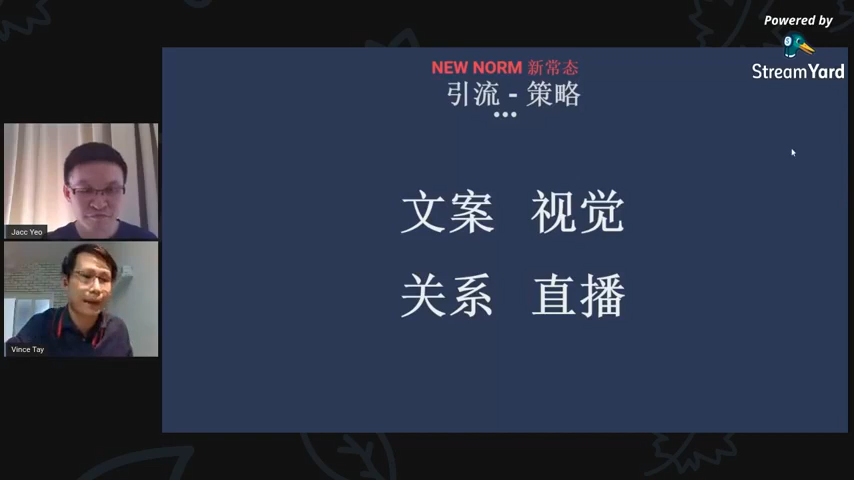 Powered by
StreamYard
NEW NORM 新常态
引流 - 策略
文案 视觉
关系 直播
Jacc Yeo
Vince Tay